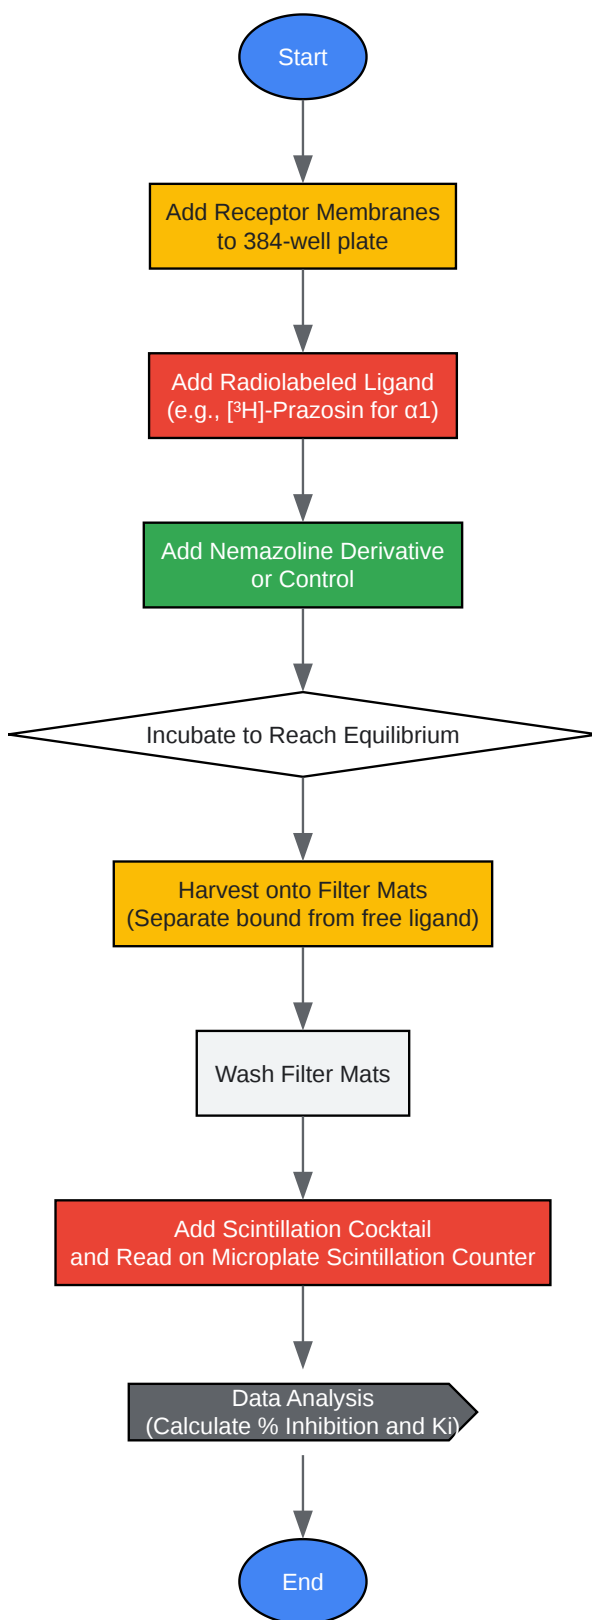 Start
Add Receptor Membranes
to 384-well plate
Add Radiolabeled Ligand
(e.g., [³H]-Prazosin for α1)
Add Nemazoline Derivative
or Control
Incubate to Reach Equilibrium
Harvest onto Filter Mats
(Separate bound from free ligand)
Wash Filter Mats
Add Scintillation Cocktail
and Read on Microplate Scintillation Counter
Data Analysis
(Calculate % Inhibition and Ki)
End